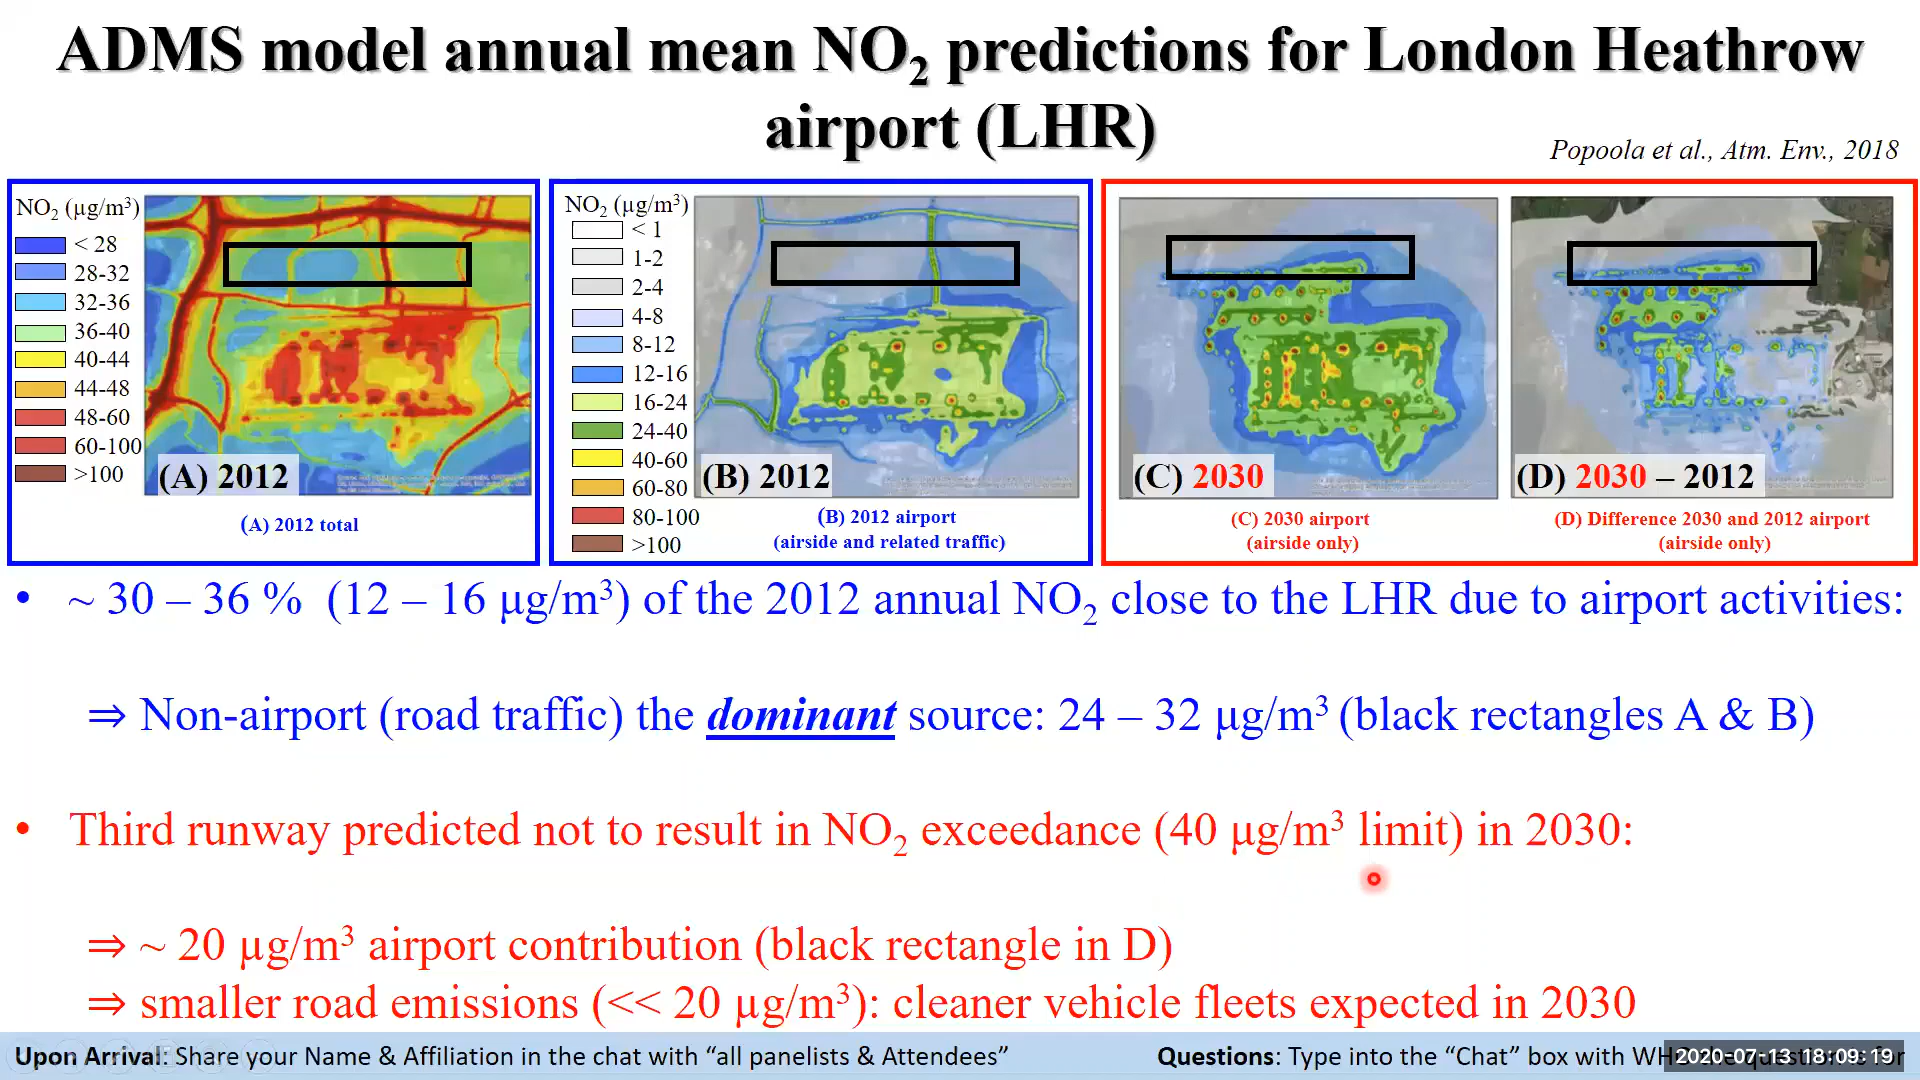 ADMS model annual mean NO₂ predictions for London Heathrow
airport (LHR)
Popoola et al., Atm. Env., 2018
NO₂ (µg/m³)
< 28
28-32
32-36
36-40
40-44
44-48
48-60
60-100
>100
(A) 2012
(A) 2012 total
NO₂ (µg/m³)
< 1
1-2
2-4
4-8
8-12
12-16
16-24
24-40
40-60
60-80
80-100
>100
(B) 2012
(B) 2012 airport
(airside and related traffic)
(C) 2030
(C) 2030 airport
(airside only)
(D) 2030 – 2012
(D) Difference 2030 and 2012 airport
(airside only)
• ~ 30 – 36 % (12 – 16 µg/m³) of the 2012 annual NO₂ close to the LHR due to airport activities:
⇒ Non-airport (road traffic) the dominant source: 24 – 32 µg/m³ (black rectangles A & B)
• Third runway predicted not to result in NO₂ exceedance (40 µg/m³ limit) in 2030:
⇒ ~ 20 µg/m³ airport contribution (black rectangle in D)
⇒ smaller road emissions (<< 20 µg/m³): cleaner vehicle fleets expected in 2030
Upon Arrival: Share your Name & Affiliation in the chat with “all panelists & Attendees”
Questions: Type into the “Chat” box with
2020-07-13 18:09:19